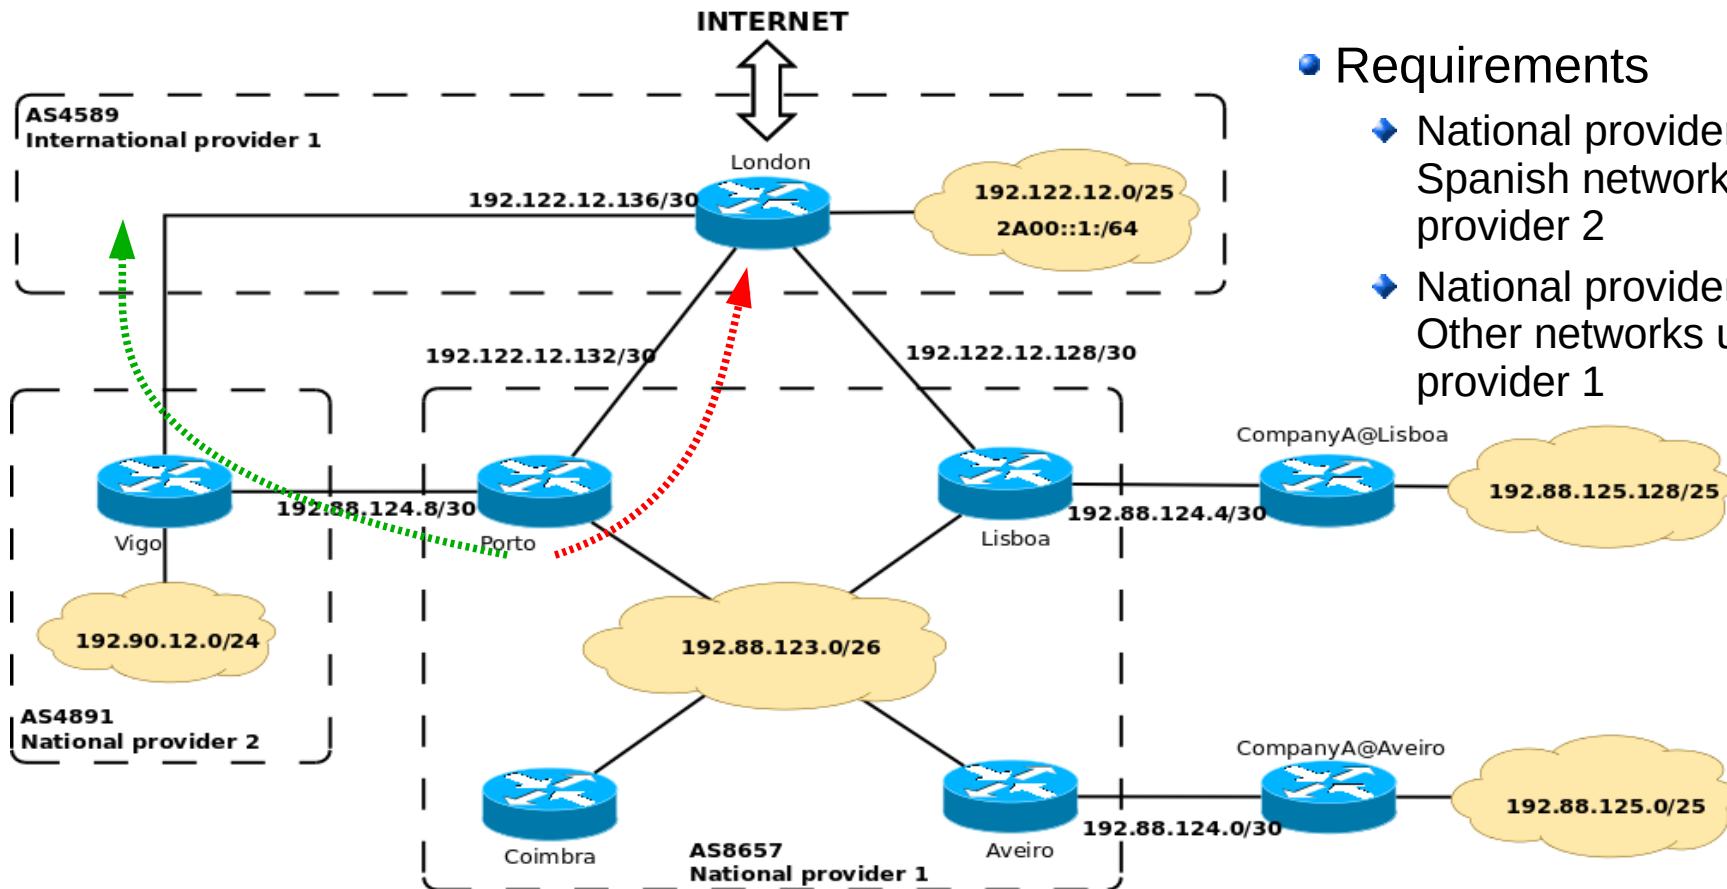 INTERNET
Requirements
National provider
Spanish network
provider 2
National provider
Other networks u
provider 1
AS4589
International provider 1
London
192.122.12.136/30
192.122.12.0/25
2A00::1:/64
192.122.12.132/30
192.122.12.128/30
CompanyA@Lisboa
192.88.125.128/25
192.88.124.8/30
192.88.124.4/30
Vigo
Porto
Lisboa
192.90.12.0/24
192.88.123.0/26
AS4891
National provider 2
CompanyA@Aveiro
192.88.125.0/25
192.88.124.0/30
Coimbra
Aveiro
AS8657
National provider 1